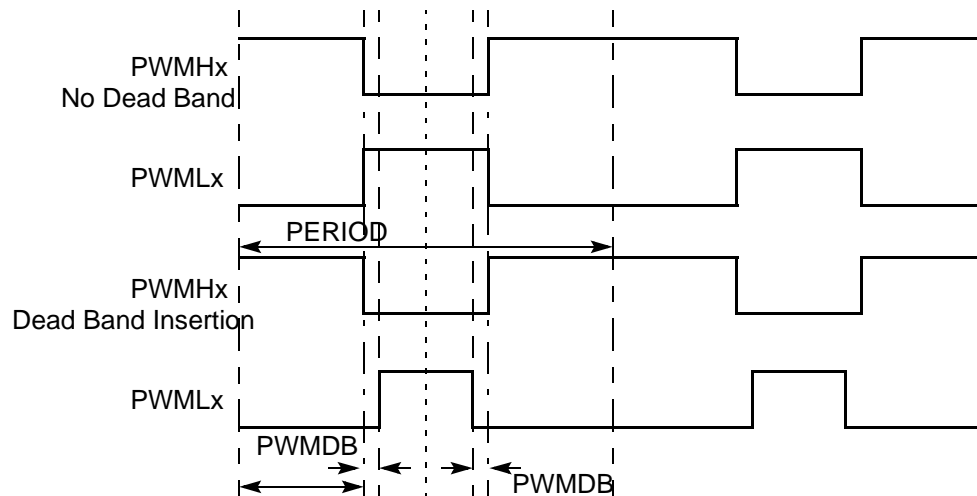 PWMHx
No Dead Band
PWMLx
PERIOD
PWMHx
Dead Band Insertion
PWMLx
PWMDB
PWMDB